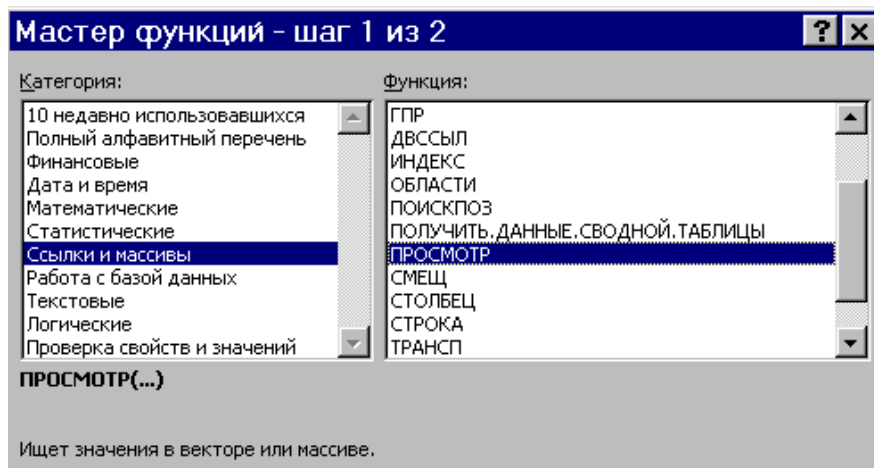 Мастер функций - шаг 1 из 2
Категория:
10 недавно использовавшихся
Полный алфавитный перечень
Финансовые
Дата и время
Математические
Статистические
Ссылки и массивы
Работа с базой данных
Текстовые
Логические
Проверка свойств и значений
Функция:
ГПР
ДВССЫЛ
ИНДЕКС
ОБЛАСТИ
ПОИСКПОЗ
ПОЛУЧИТЬ.ДАННЫЕ.СВОДНОЙ.ТАБЛИЦЫ
ПРОСМОТР
СМЕЩ
СТОЛБЕЦ
СТРОКА
ТРАНСП
ПРОСМОТР(...)
Ищет значения в векторе или массиве.